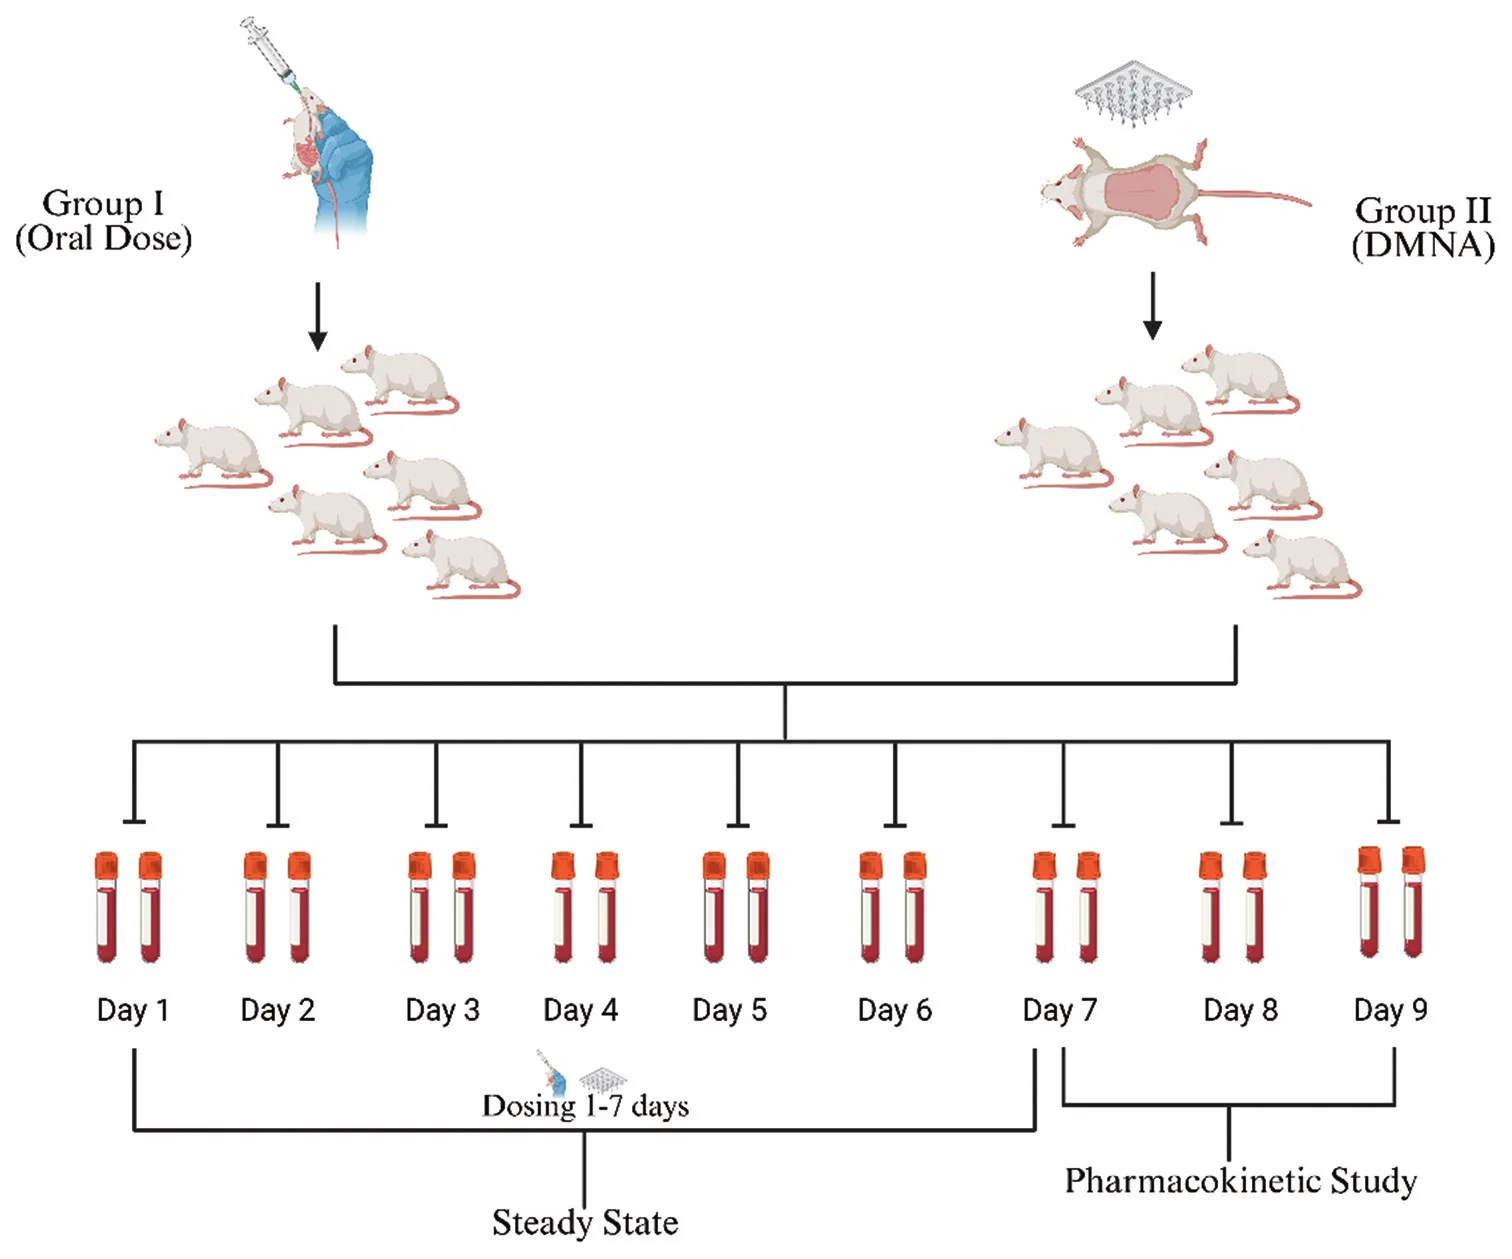 Group I
(Oral Dose)
Group II
(DMNA)
Day 1
Day 2
Day 3
Day 4
Day 5
Day 6
Day 7
Day 8
Day 9
Dosing 1-7 days
Pharmacokinetic Study
Steady State